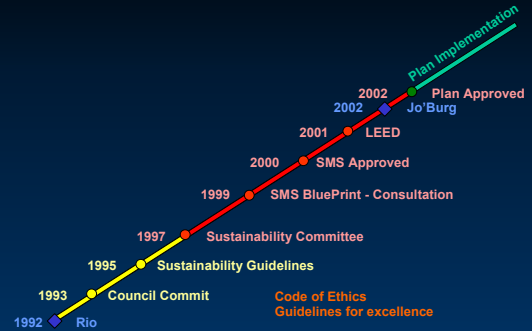 Plan Implementation
2002 Plan Approved
2002 Jo'Burg
2001 LEED
2000 SMS Approved
1999 SMS BluePrint - Consultation
1997 Sustainability Committee
1995 Sustainability Guidelines
1993 Council Commit
Code of Ethics
Guidelines for excellence
1992 Rio